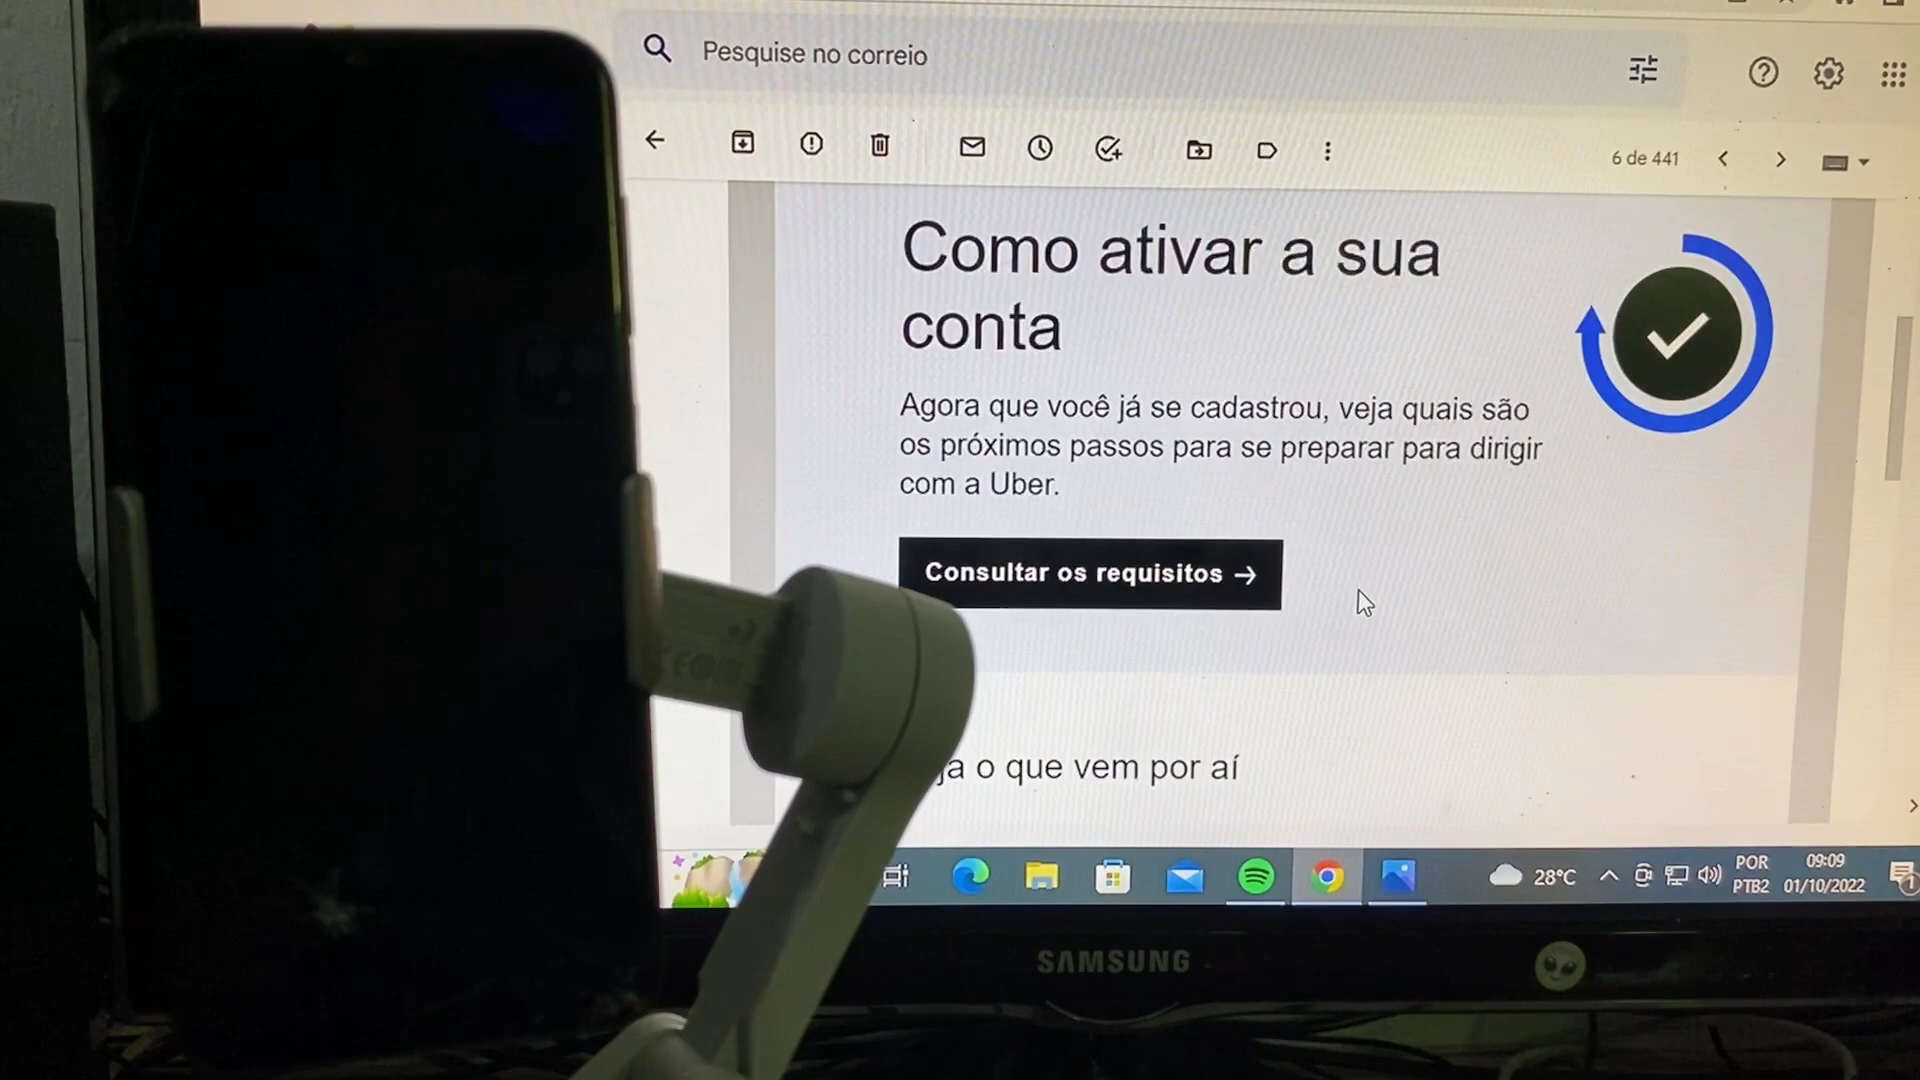 Pesquise no correio
6 de 441
Como ativar a sua
conta
Agora que você já se cadastrou, veja quais são
os próximos passos para se preparar para dirigir
com a Uber.
Consultar os requisitos →
o que vem por aí
28°C
POR
PTB2
09:09
01/10/2022
1
SAMSUNG